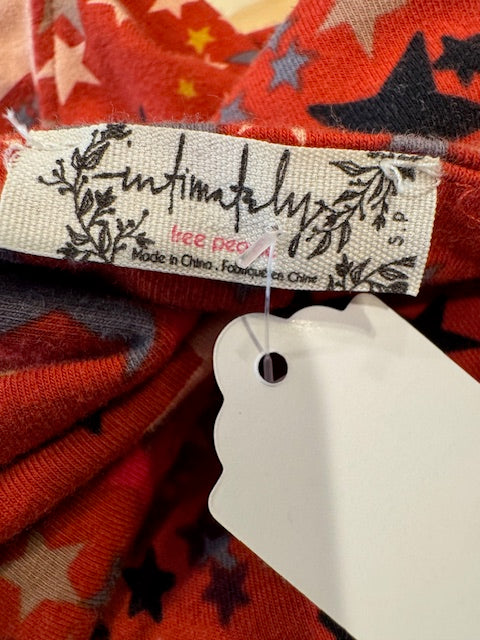 intimately
free people
Made in China . Fabriqué en Chine
S.P